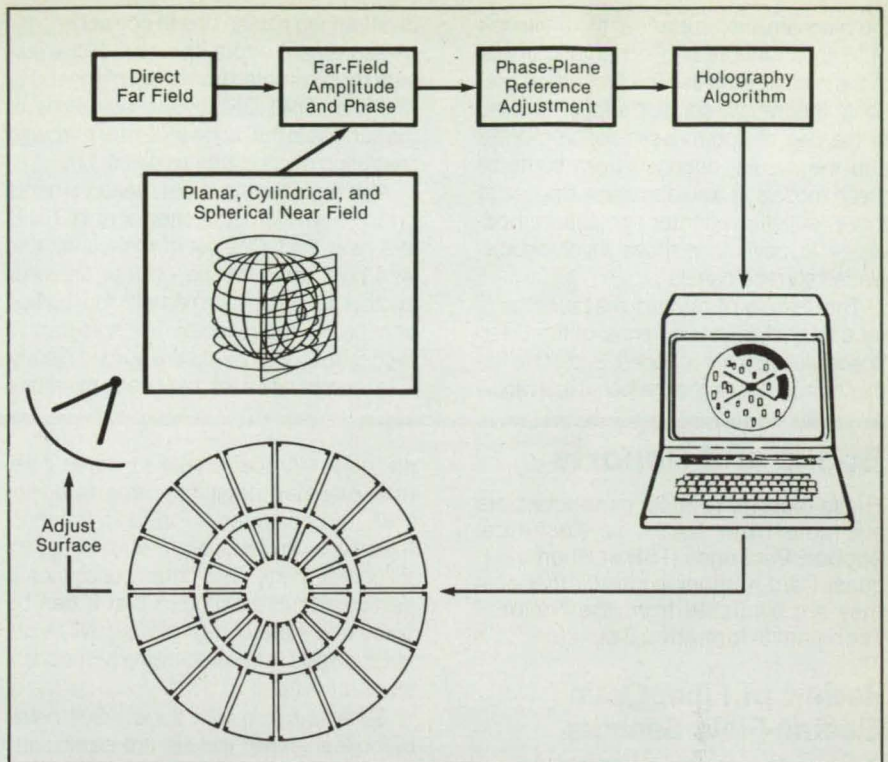 Direct
Far Field
Far-Field
Amplitude
and Phase
Phase-Plane
Reference
Adjustment
Holography
Algorithm
Planar, Cylindrical, and
Spherical Near Field
Adjust
Surface